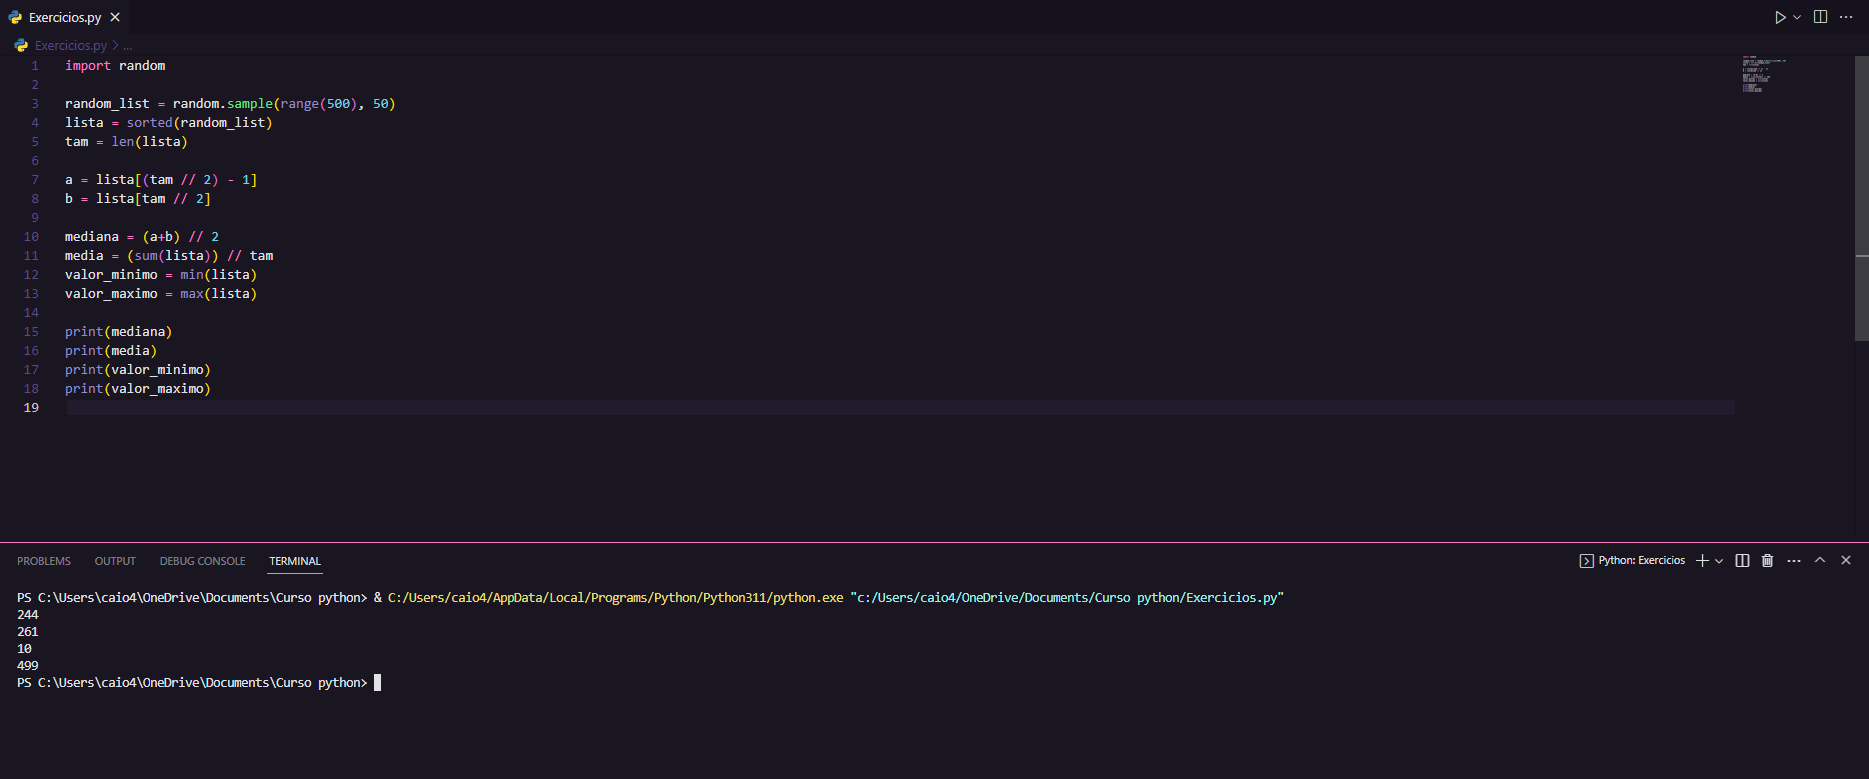 Exercicios.py
Exercicios.py > ...
1 import random
2
3 random_list = random.sample(range(500), 50)
4 lista = sorted(random_list)
5 tam = len(lista)
6
7 a = lista[(tam // 2) - 1]
8 b = lista[tam // 2]
9
10 mediana = (a+b) // 2
11 media = (sum(lista)) // tam
12 valor_minimo = min(lista)
13 valor_maximo = max(lista)
14
15 print(mediana)
16 print(media)
17 print(valor_minimo)
18 print(valor_maximo)
19
PROBLEMS OUTPUT DEBUG CONSOLE TERMINAL Python: Exercicios
PS C:\Users\caio4\OneDrive\Documents\Curso python> & C:/Users/caio4/AppData/Local/Programs/Python/Python311/python.exe "c:/Users/caio4/OneDrive/Documents/Curso python/Exercicios.py"
244
261
10
499
PS C:\Users\caio4\OneDrive\Documents\Curso python>